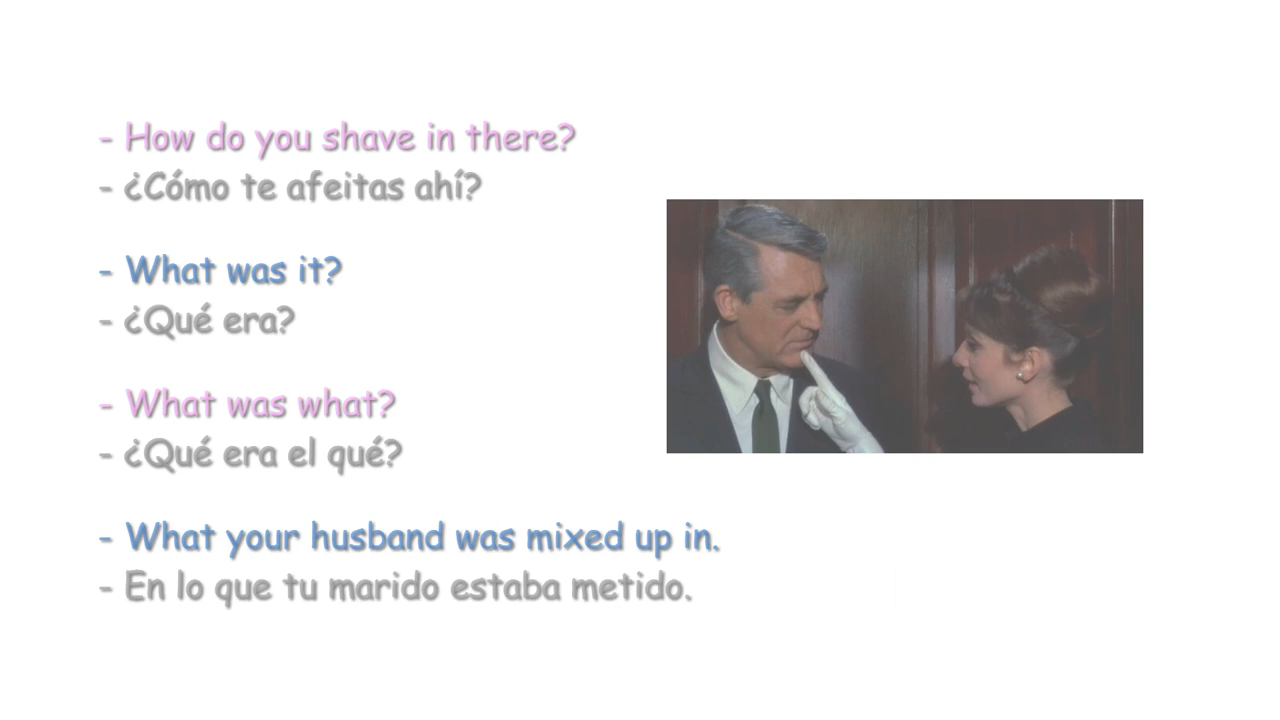 - How do you shave in there?
- ¿Cómo te afeitas ahí?
- What was it?
- ¿Qué era?
- What was what?
- ¿Qué era el qué?
- What your husband was mixed up in.
- En lo que tu marido estaba metido.